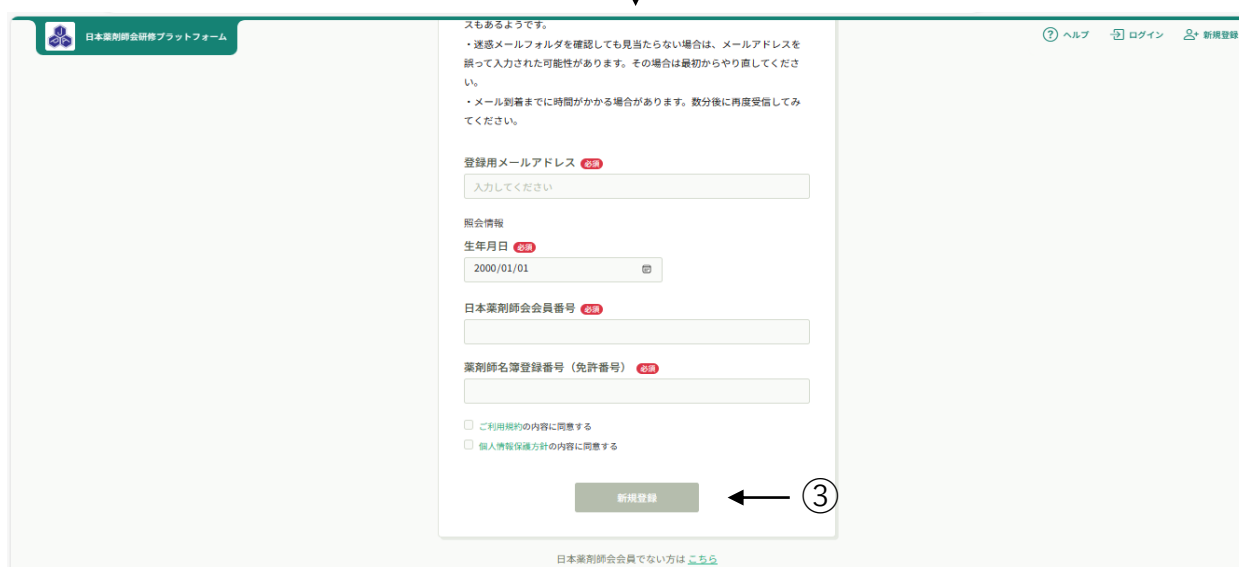 日本薬剤師会研修プラットフォーム
ヘルプ
ログイン
新規登録
スもあるようです。
・迷惑メールフォルダを確認しても見当たらない場合は、メールアドレスを
誤って入力された可能性があります。その場合は最初からやり直してくださ
い。
・メール到着までに時間がかかる場合があります。数分後に再度受信してみ
てください。
登録用メールアドレス 必須
入力してください
照会情報
生年月日 必須
2000/01/01
日本薬剤師会会員番号 必須
薬剤師名簿登録番号（免許番号） 必須
ご利用規約の内容に同意する
個人情報保護方針の内容に同意する
新規登録
③
日本薬剤師会会員でない方は こちら